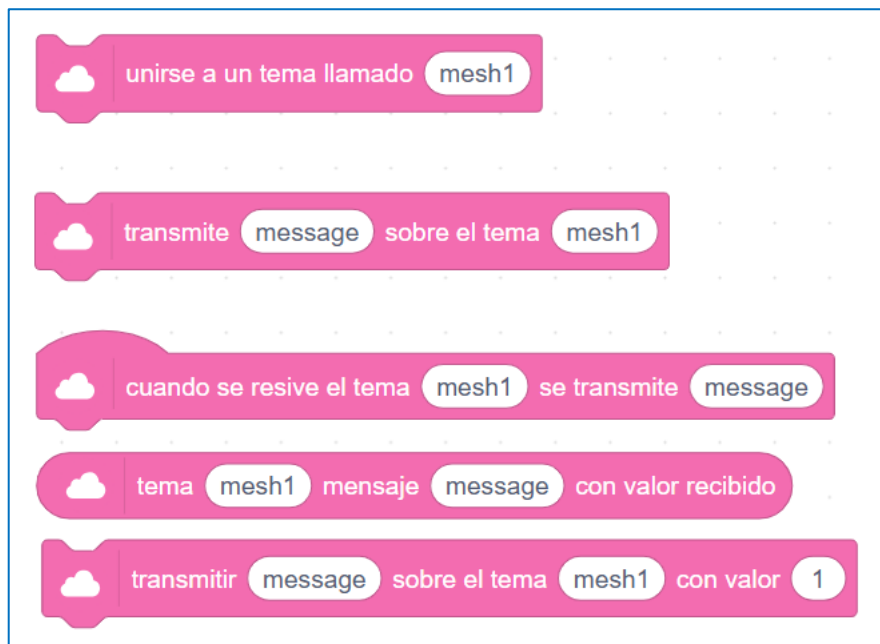 unirse a un tema llamado mesh1
transmite message sobre el tema mesh1
cuando se resive el tema mesh1 se transmite message
tema mesh1 mensaje message con valor recibido
transmitir message sobre el tema mesh1 con valor 1